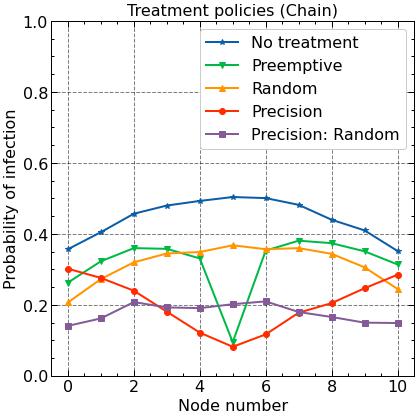 Treatment policies (Chain)
1.0
0.8
0.6
0.4
0.2
0.0
Probability of infection
No treatment
Preemptive
Random
Precision
Precision: Random
0 2 4 6 8 10
Node number